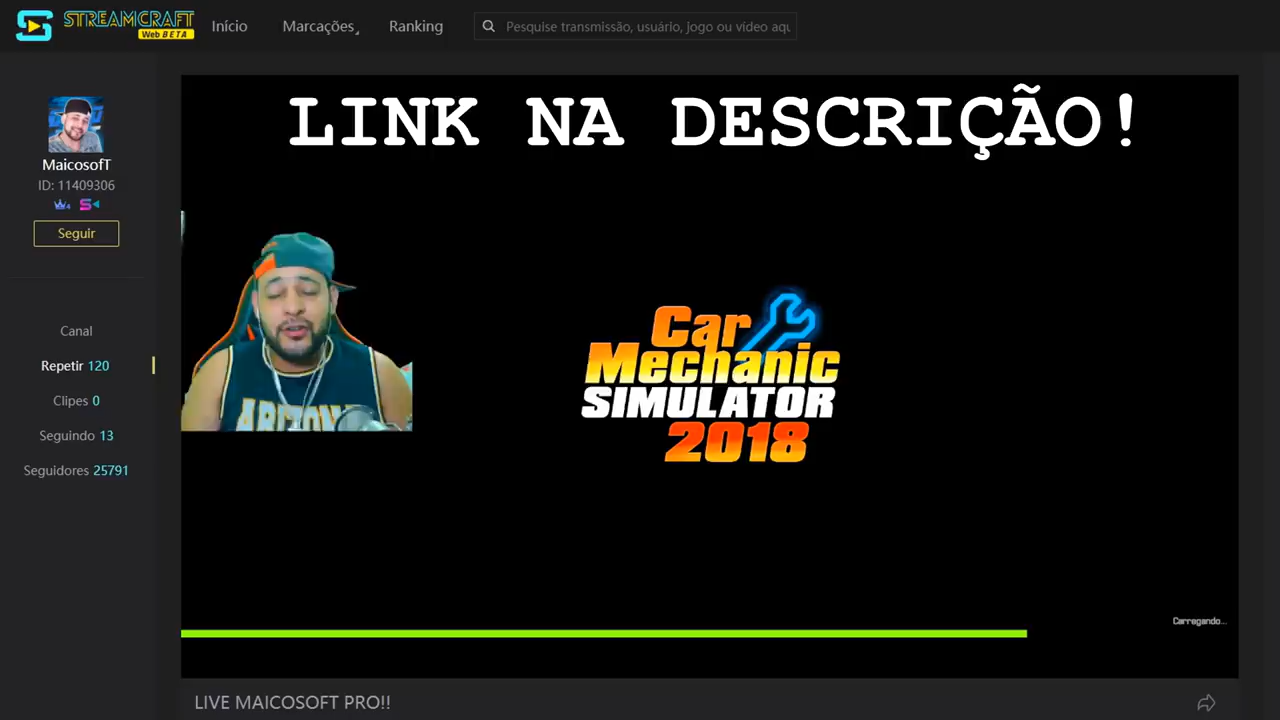 STREAMCRAFT
Web BETA
Início
Marcações
Ranking
Pesquise transmissão, usuário, jogo ou vídeo aqu
LINK NA DESCRIÇÃO!
MaicosofT
ID: 11409306
Seguir
Canal
Repetir 120
Clipes 0
Seguindo 13
Seguidores 25791
Car
Mechanic
SIMULATOR
2018
Carregando...
LIVE MAICOSOFT PRO!!